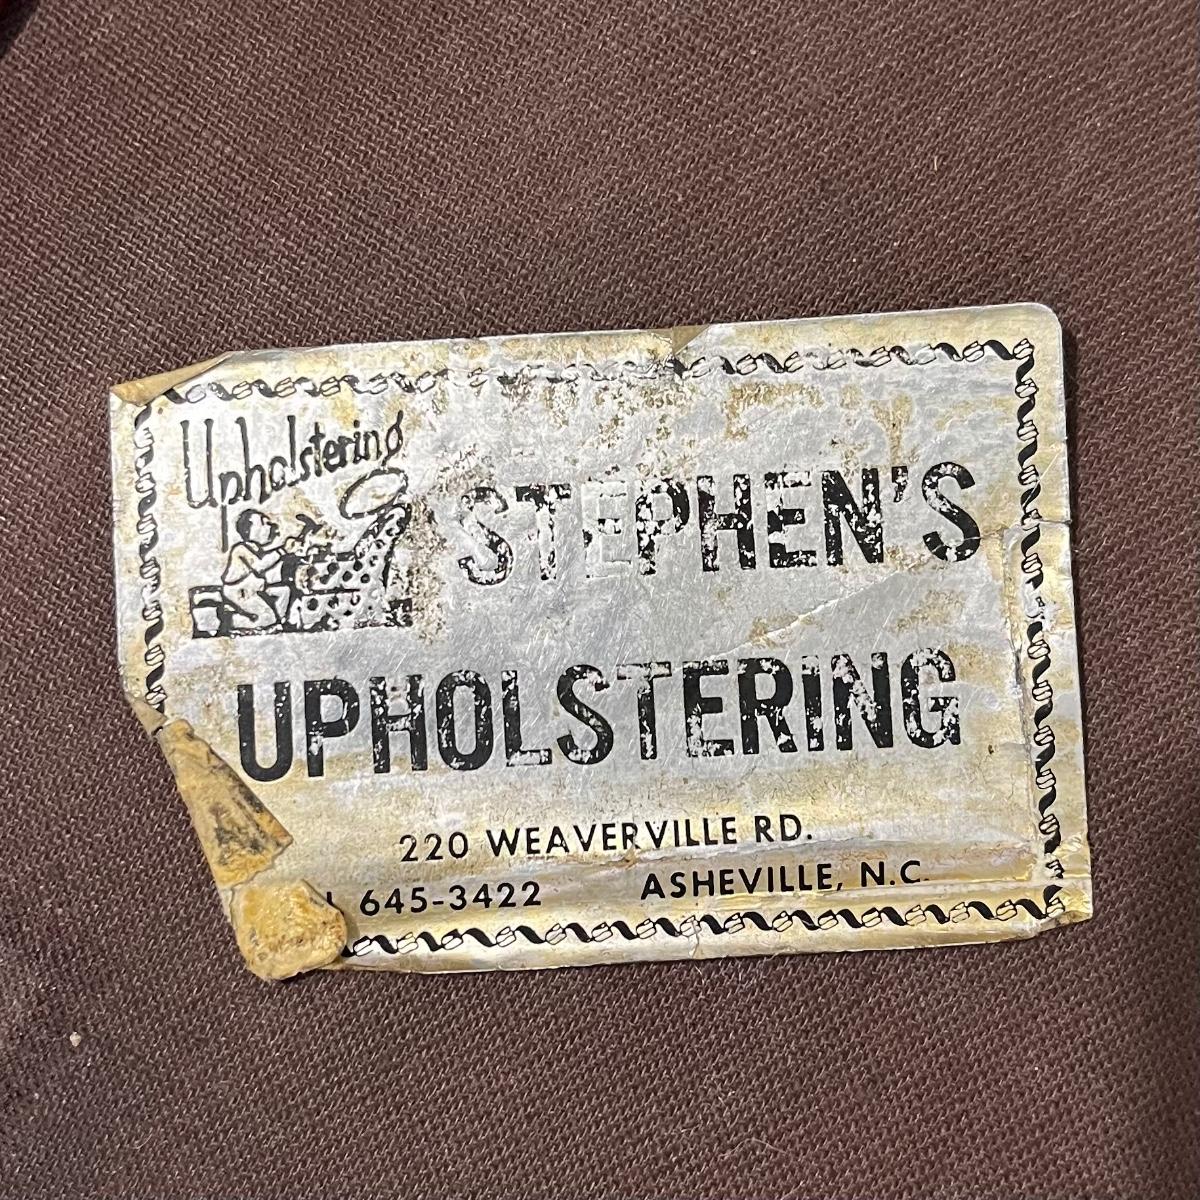 Upholstering
STEPHEN'S
UPHOLSTERING
220 WEAVERVILLE RD.
645-3422 ASHEVILLE, N.C.